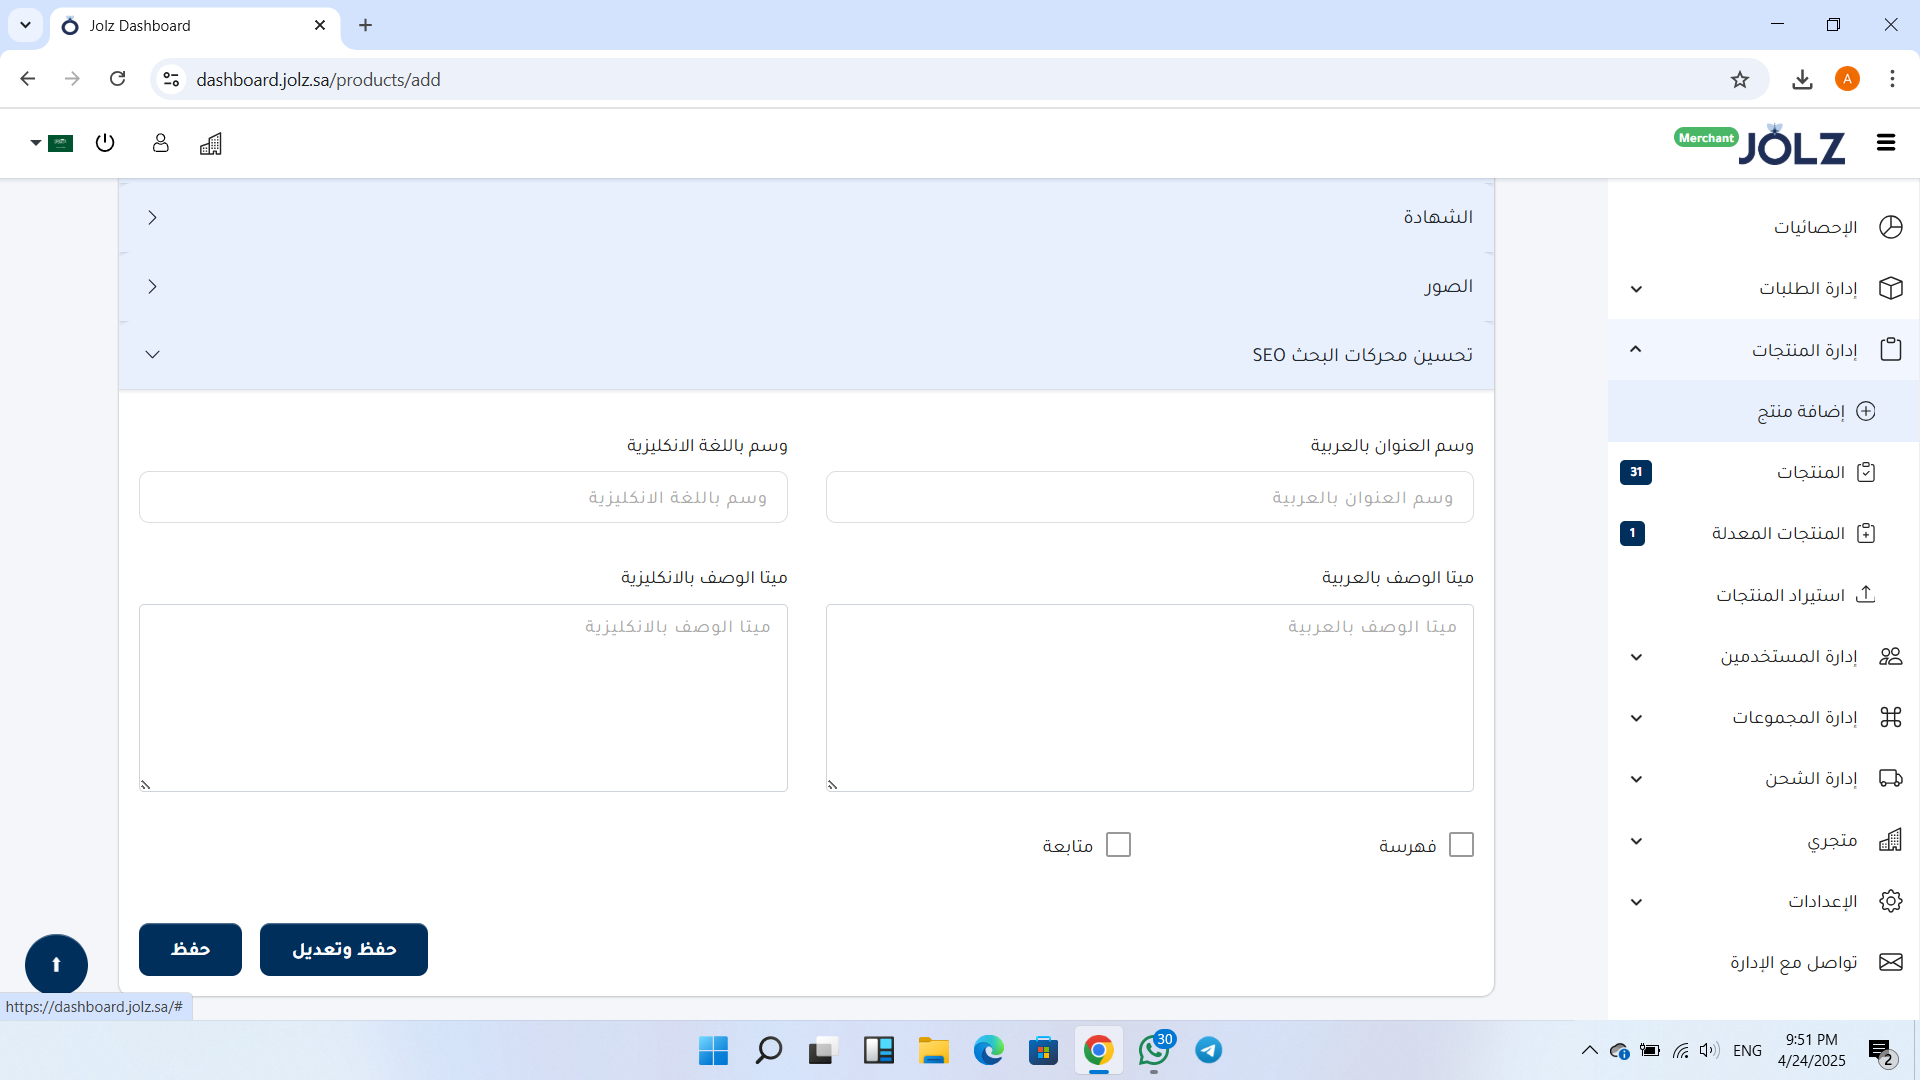 Jolz Dashboard
dashboard.jolz.sa/products/add
A
Merchant
JOLZ
الإحصائيات
إدارة الطلبات
إدارة المنتجات
إضافة منتج
المنتجات
31
المنتجات المعدلة
1
استيراد المنتجات
إدارة المستخدمين
إدارة المجموعات
إدارة الشحن
متجري
الإعدادات
تواصل مع الإدارة
الشهادة
الصور
تحسين محركات البحث SEO
وسم العنوان بالعربية
وسم باللغة الانكليزية
وسم العنوان بالعربية
وسم باللغة الانكليزية
ميتا الوصف بالعربية
ميتا الوصف بالانكليزية
ميتا الوصف بالعربية
ميتا الوصف بالانكليزية
فهرسة
متابعة
حفظ وتعديل
حفظ
https://dashboard.jolz.sa/#
30
ENG
9:51 PM
4/24/2025
2